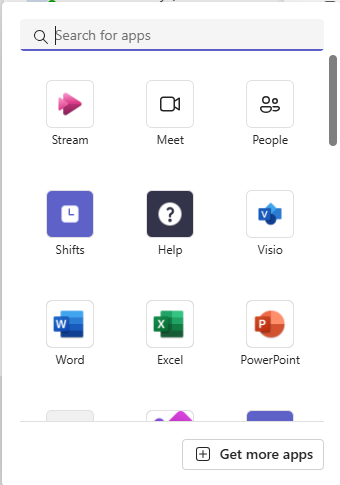 Search for apps
Stream Meet People
Shifts Help Visio
Word Excel PowerPoint
Get more apps